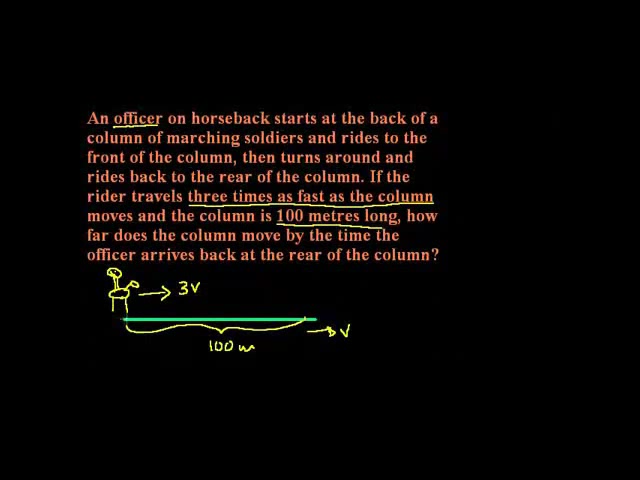 An officer on horseback starts at the back of a
column of marching soldiers and rides to the
front of the column, then turns around and
rides back to the rear of the column. If the
rider travels three times as fast as the column
moves and the column is 100 metres long, how
far does the column move by the time the
officer arrives back at the rear of the column?
3V
V
100 m